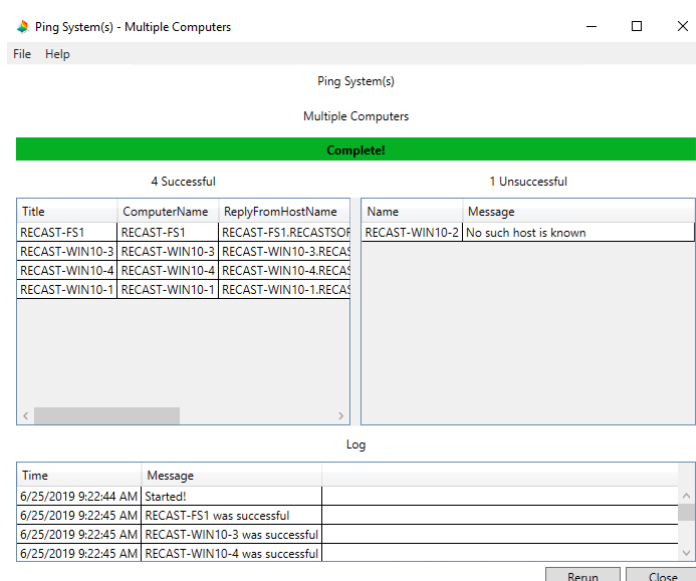 Ping System(s) - Multiple Computers
File Help
Ping System(s)
Multiple Computers
Complete!
4 Successful
1 Unsuccessful
Title ComputerName ReplyFromHostName
RECAST-FS1 RECAST-FS1 RECAST-FS1.RECASTSOF
RECAST-WIN10-3 RECAST-WIN10-3 RECAST-WIN10-3.RECAS
RECAST-WIN10-4 RECAST-WIN10-4 RECAST-WIN10-4.RECAS
RECAST-WIN10-1 RECAST-WIN10-1 RECAST-WIN10-1.RECAS
Name Message
RECAST-WIN10-2 No such host is known
Log
Time Message
6/25/2019 9:22:44 AM Started!
6/25/2019 9:22:45 AM RECAST-FS1 was successful
6/25/2019 9:22:45 AM RECAST-WIN10-3 was successful
6/25/2019 9:22:45 AM RECAST-WIN10-4 was successful
Rerun Close